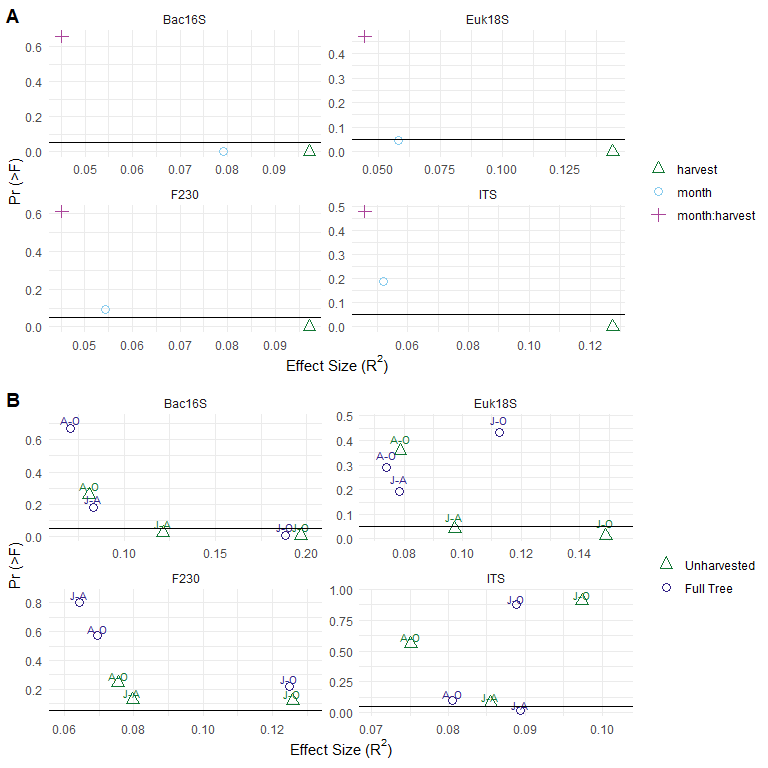 A
Bac16S
Euk18S
0.6
0.4
0.2
0.0
0.4
0.3
0.2
0.1
0.0
0.05 0.06 0.07 0.08 0.09
0.050 0.075 0.100 0.125
F230
ITS
0.6
0.4
0.2
0.0
0.5
0.4
0.3
0.2
0.1
0.0
0.05 0.06 0.07 0.08 0.09
0.06 0.08 0.10 0.12
Pr (>F)
Effect Size (R2)
harvest
month
month:harvest
B
Bac16S
Euk18S
0.6
0.4
0.2
0.0
A-O
A-O
J-A
J-A
J-O
J-O
0.10 0.15 0.20
0.5
0.4
0.3
0.2
0.1
0.0
J-O
A-O
A-O
J-A
J-A
J-O
0.08 0.10 0.12 0.14
F230
ITS
0.8
0.6
0.4
0.2
J-A
A-O
A-O
J-A
J-O
J-O
0.06 0.08 0.10 0.12
1.00
0.75
0.50
0.25
0.00
J-O
J-O
A-O
A-O
J-A
J-A
0.07 0.08 0.09 0.10
Pr (>F)
Effect Size (R2)
Unharvested
Full Tree